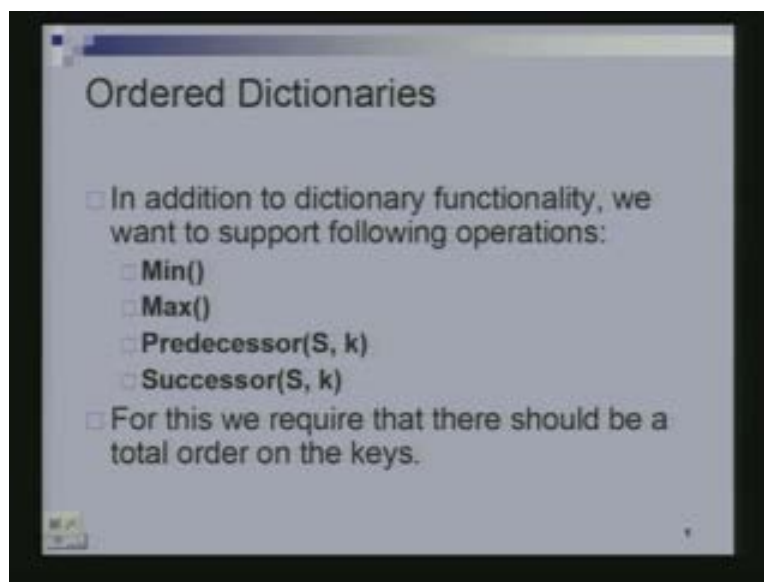 Ordered Dictionaries
In addition to dictionary functionality, we
want to support following operations:
Min()
Max()
Predecessor(S, k)
Successor(S, k)
For this we require that there should be a
total order on the keys.